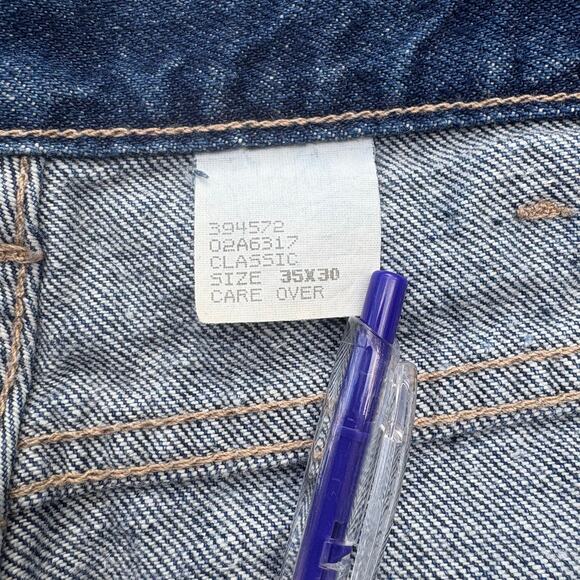 394572
02A6317
CLASSIC
SIZE 35X30
CARE OVER